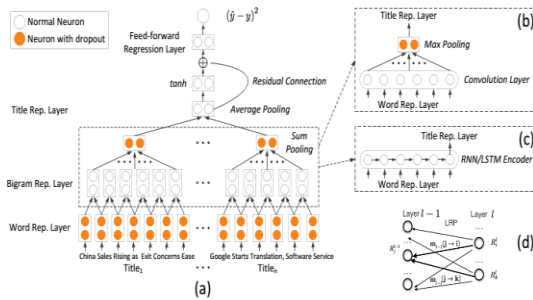 Normal Neuron
Neuron with dropout
(ŷ − y)²
Feed-forward
Regression Layer
tanh
Residual Connection
Title Rep. Layer
Average Pooling
Sum
Pooling
Bigram Rep. Layer
Word Rep. Layer
China Sales Rising as Exit Concerns Ease
Google Starts Translation, Software Service
Title₁
Titleₙ
(a)
Title Rep. Layer
(b)
Max Pooling
Convolution Layer
Word Rep. Layer
Title Rep. Layer
(c)
RNN/LSTM Encoder
Word Rep. Layer
Layer l − 1
LRP
Layer l
(d)